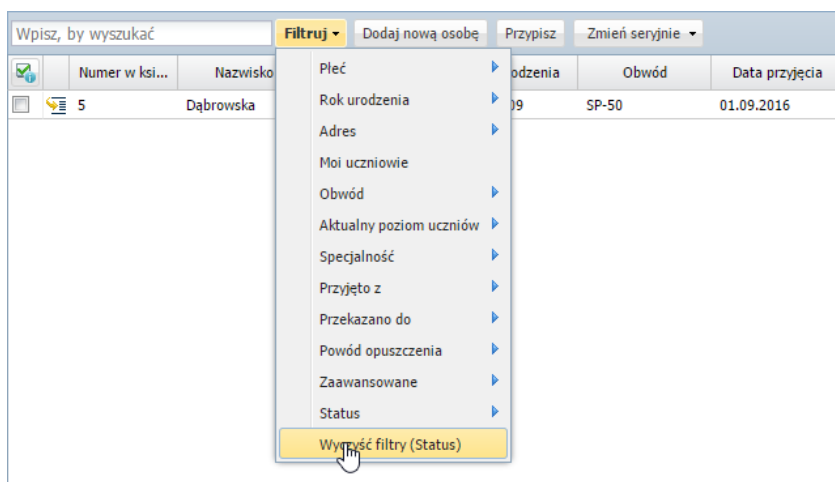 Wpisz, by wyszukać Filtruj Dodaj nową osobę Przypisz Zmień seryjnie
Numer w ksi... Nazwisko odzenia Obwód Data przyjęcia
5 Dąbrowska 09 SP-50 01.09.2016
Płeć
Rok urodzenia
Adres
Moi uczniowie
Obwód
Aktualny poziom uczniów
Specjalność
Przyjęto z
Przekazano do
Powód opuszczenia
Zaawansowane
Status
Wyczyść filtry (Status)